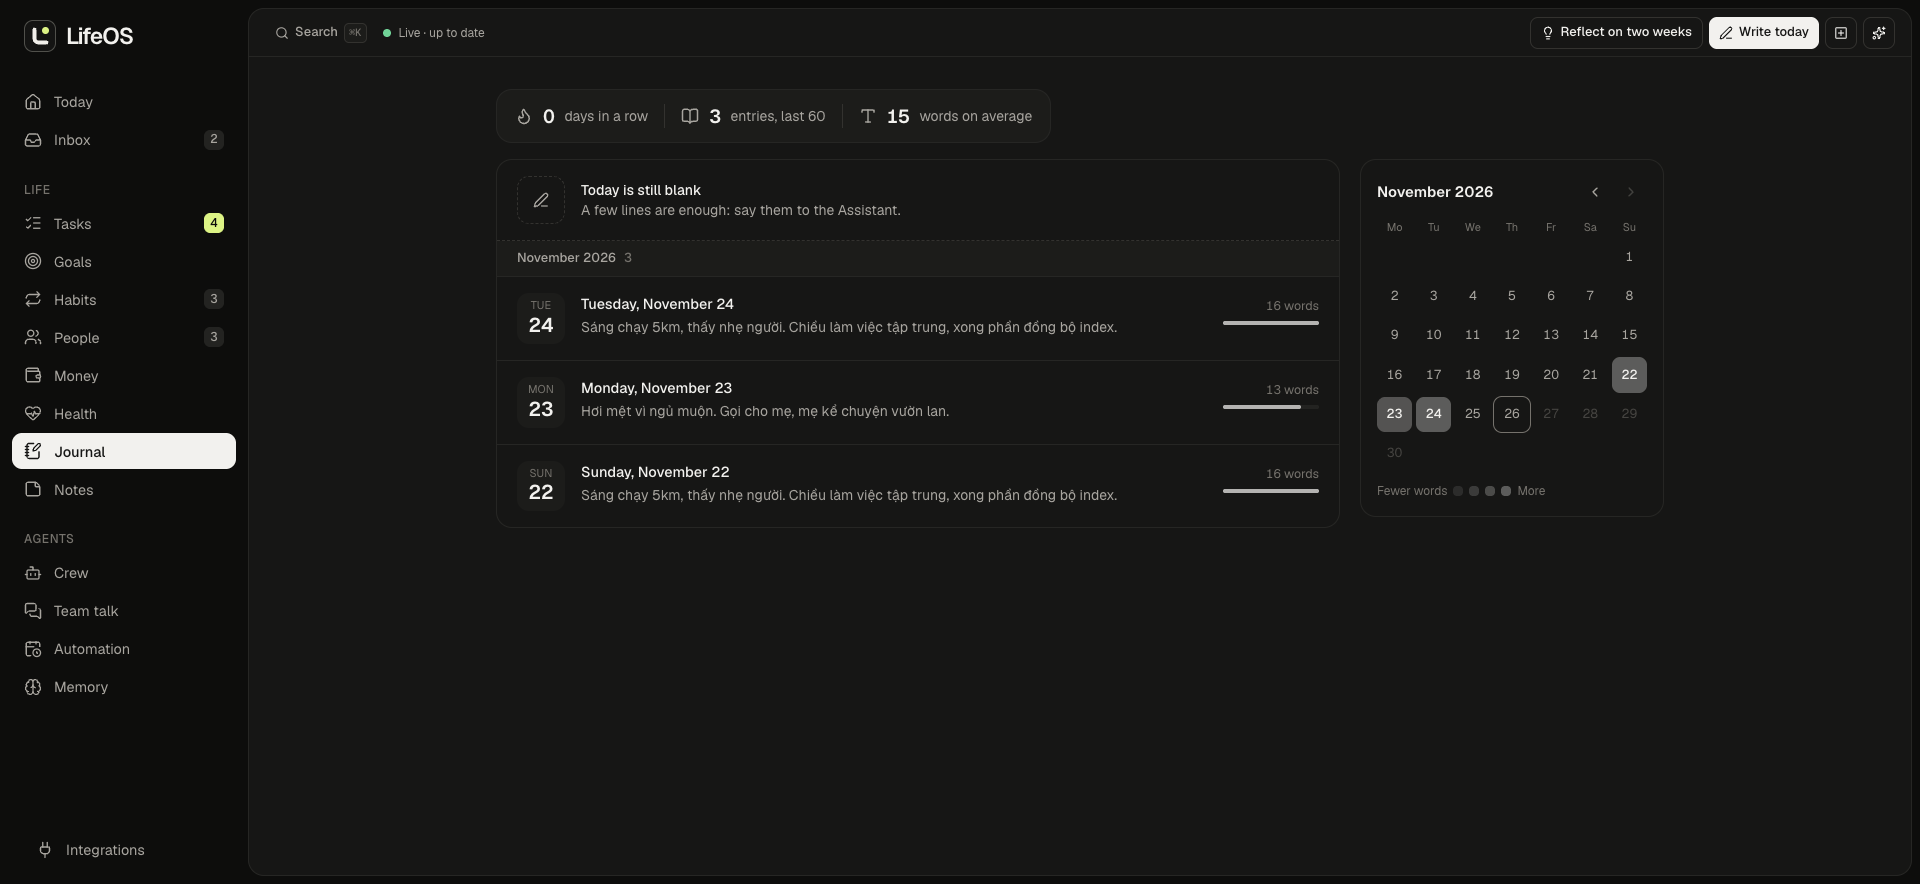 LifeOS
Search ⌘K
Live · up to date
Reflect on two weeks
Write today
Today
Inbox 2
LIFE
Tasks 4
Goals
Habits 3
People 3
Money
Health
Journal
Notes
AGENTS
Crew
Team talk
Automation
Memory
Integrations
0 days in a row
3 entries, last 60
15 words on average
Today is still blank
A few lines are enough: say them to the Assistant.
November 2026 3
TUE
24
Tuesday, November 24
Sáng chạy 5km, thấy nhẹ người. Chiều làm việc tập trung, xong phần đồng bộ index.
16 words
MON
23
Monday, November 23
Hơi mệt vì ngủ muộn. Gọi cho mẹ, mẹ kể chuyện vườn lan.
13 words
SUN
22
Sunday, November 22
Sáng chạy 5km, thấy nhẹ người. Chiều làm việc tập trung, xong phần đồng bộ index.
16 words
November 2026
Mo Tu We Th Fr Sa Su
1
2 3 4 5 6 7 8
9 10 11 12 13 14 15
16 17 18 19 20 21 22
23 24 25 26 27 28 29
30
Fewer words More